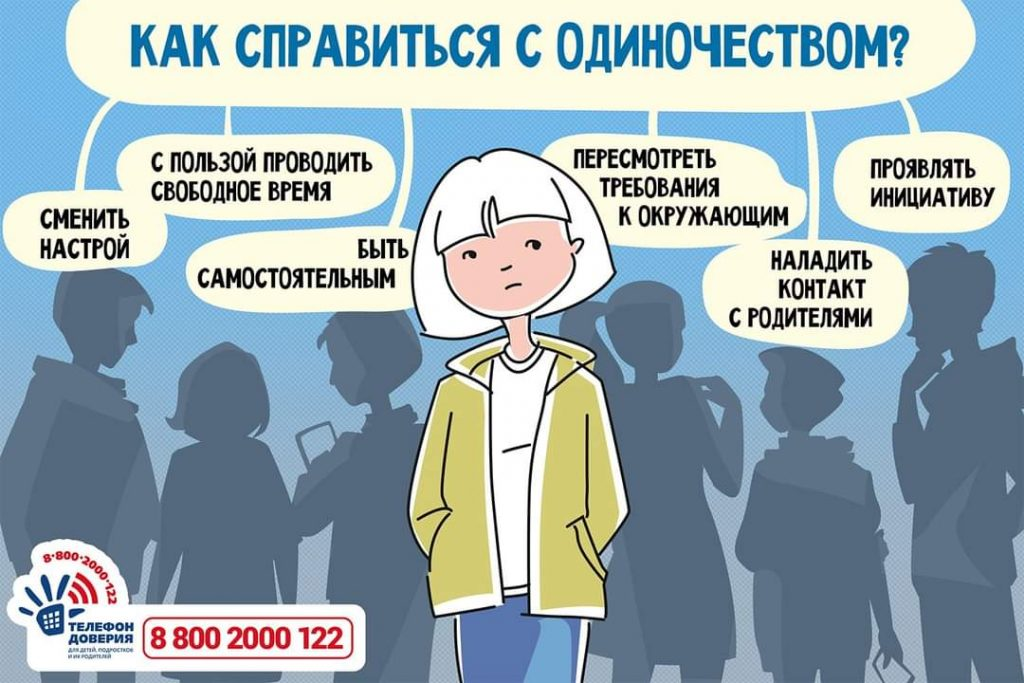 КАК СПРАВИТЬСЯ С ОДИНОЧЕСТВОМ?
СМЕНИТЬ
НАСТРОЙ
С ПОЛЬЗОЙ ПРОВОДИТЬ
СВОБОДНОЕ ВРЕМЯ
БЫТЬ
САМОСТОЯТЕЛЬНЫМ
ПЕРЕСМОТРЕТЬ
ТРЕБОВАНИЯ
К ОКРУЖАЮЩИМ
НАЛАДИТЬ
КОНТАКТ
С РОДИТЕЛЯМИ
ПРОЯВЛЯТЬ
ИНИЦИАТИВУ
8-800-2000-122
ТЕЛЕФОН
ДОВЕРИЯ
ДЛЯ ДЕТЕЙ, ПОДРОСТКОВ
И ИХ РОДИТЕЛЕЙ
8 800 2000 122